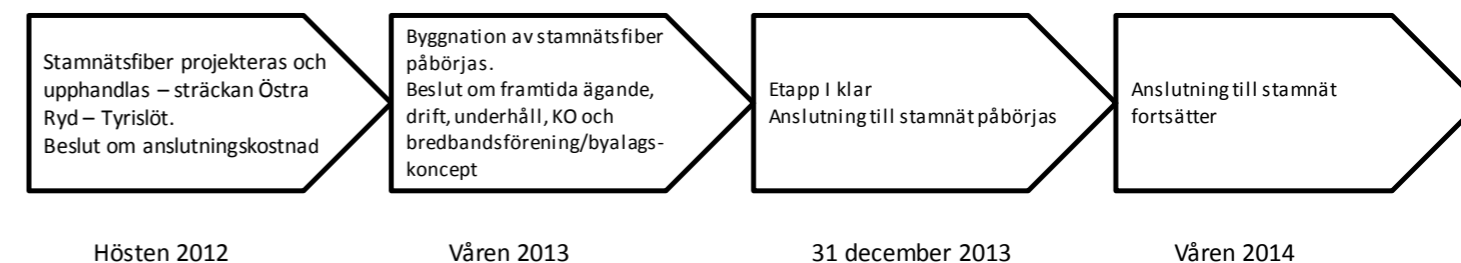 Stamnätsfiber projekteras och
upphandlas – sträckan Östra
Ryd – Tyrislöt.
Beslut om anslutningskostnad
Byggnation av stamnätsfiber
påbörjas.
Beslut om framtida ägande,
drift, underhåll, KO och
bredbandsförening/byalags-
koncept
Etapp I klar
Anslutning till stamnät påbörjas
Anslutning till stamnät
fortsätter
Hösten 2012
Våren 2013
31 december 2013
Våren 2014